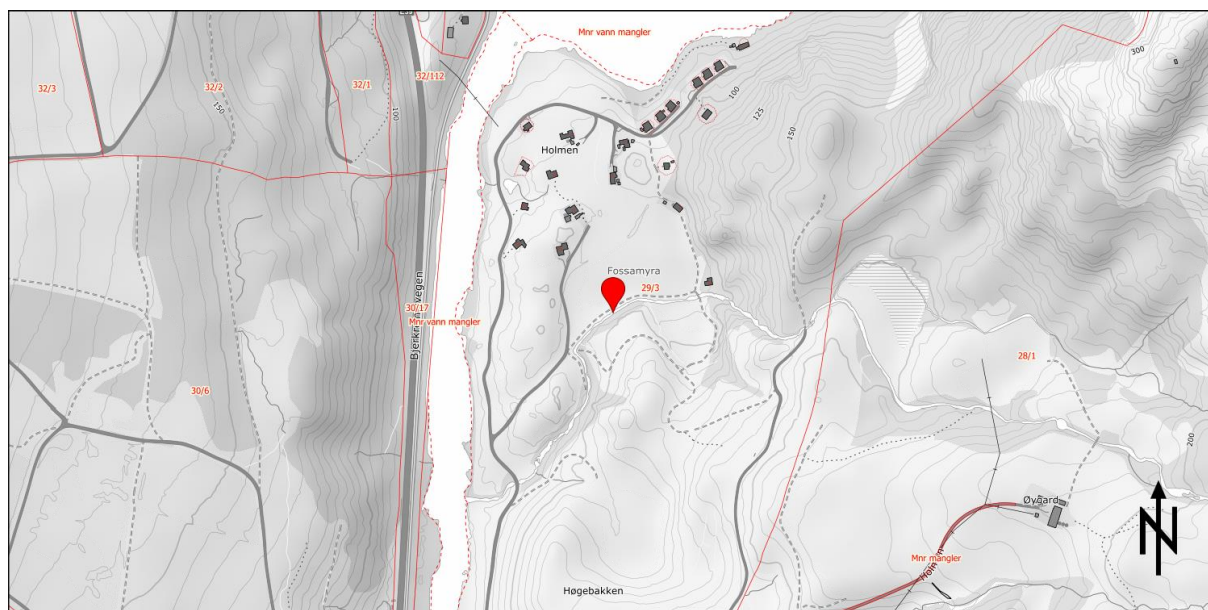 Mnr vann mangler
300
32/112
32/3
32/2
32/1
100
100
125
150
150
Holmen
Fossamyra
29/3
30/17
Mnr vann mangler
28/1
30/6
200
Øygard
Mnr mangler
Høgebakken
N